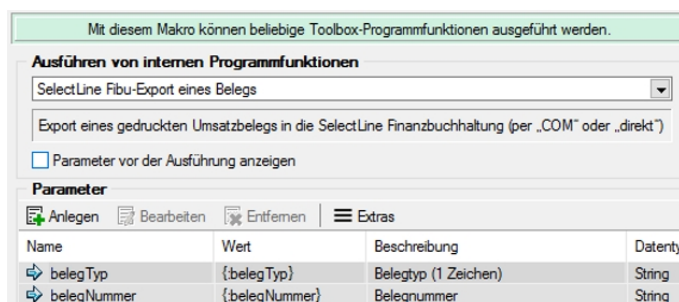 Mit diesem Makro können beliebige Toolbox-Programmfunktionen ausgeführt werden.
Ausführen von internen Programmfunktionen
SelectLine Fibu-Export eines Belegs
Export eines gedruckten Umsatzbelegs in die SelectLine Finanzbuchhaltung (per „COM“ oder „direkt“)
Parameter vor der Ausführung anzeigen
Parameter
Anlegen Bearbeiten Entfernen Extras
Name Wert Beschreibung Datenty
belegTyp {:belegTyp} Belegtyp (1 Zeichen) String
belegNummer {:belegNummer} Belegnummer String